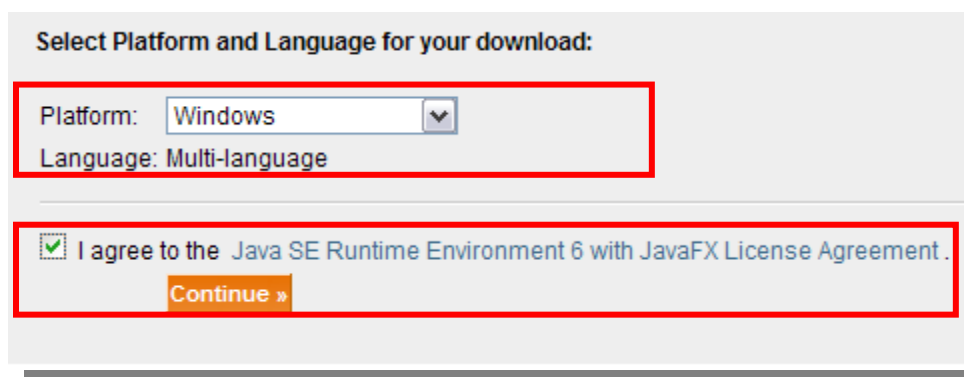 Select Platform and Language for your download:
Platform: Windows
Language: Multi-language
I agree to the Java SE Runtime Environment 6 with JavaFX License Agreement .
Continue »